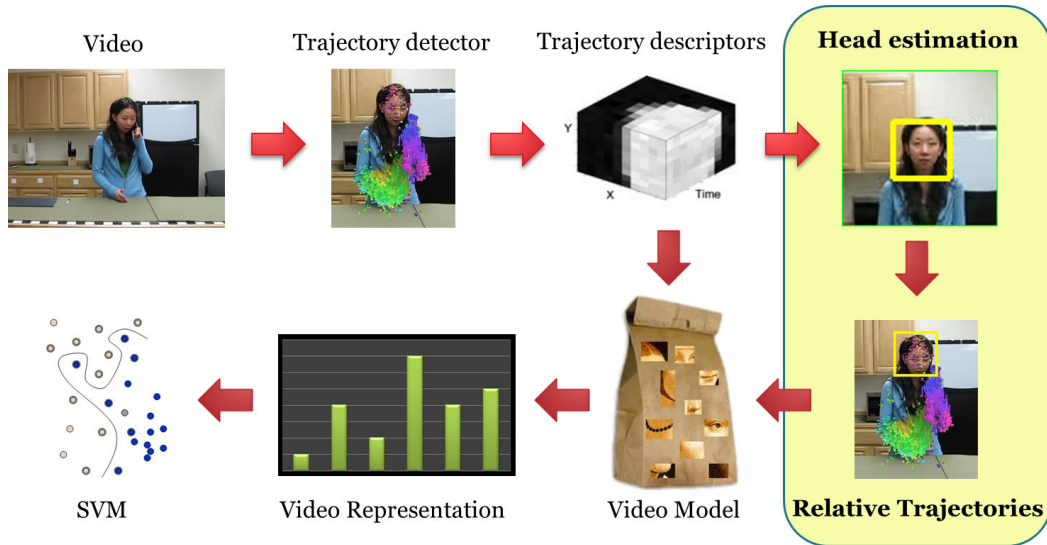 Video
Trajectory detector
Trajectory descriptors
Head estimation
Y
X
Time
SVM
Video Representation
Video Model
Relative Trajectories